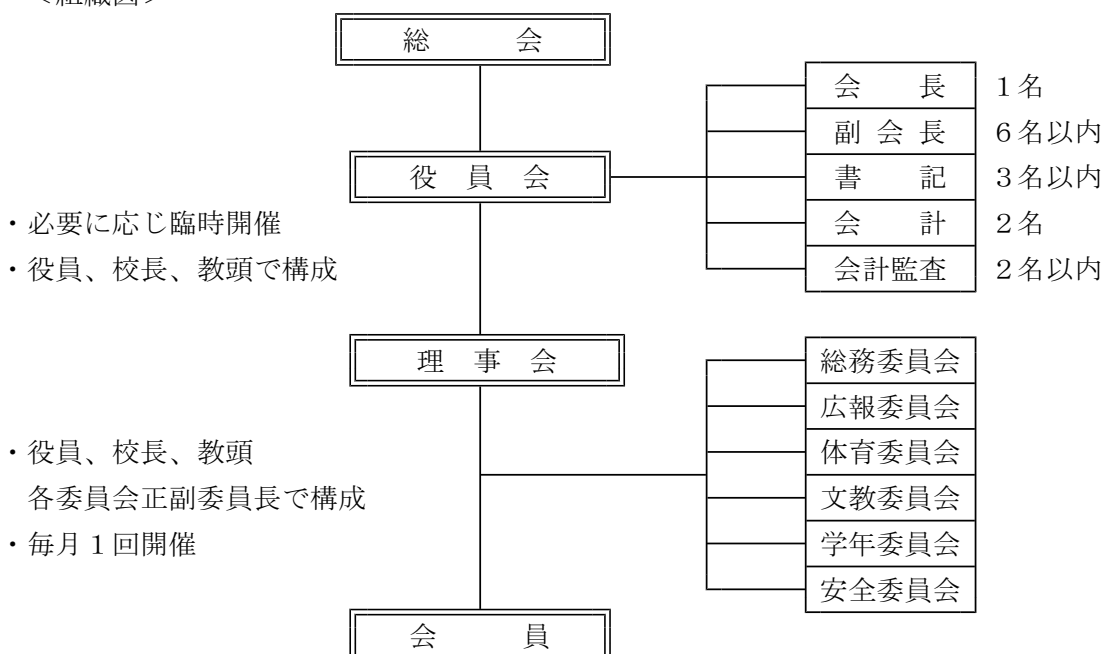 ＜組織図＞
総　　会
会　長　１名
副会長　６名以内
役　員　会
書　記　３名以内
・必要に応じ臨時開催
会　計　２名
・役員、校長、教頭で構成
会計監査　２名以内
理　事　会
総務委員会
広報委員会
・役員、校長、教頭
体育委員会
各委員会正副委員長で構成
文教委員会
・毎月１回開催
学年委員会
安全委員会
会　　員